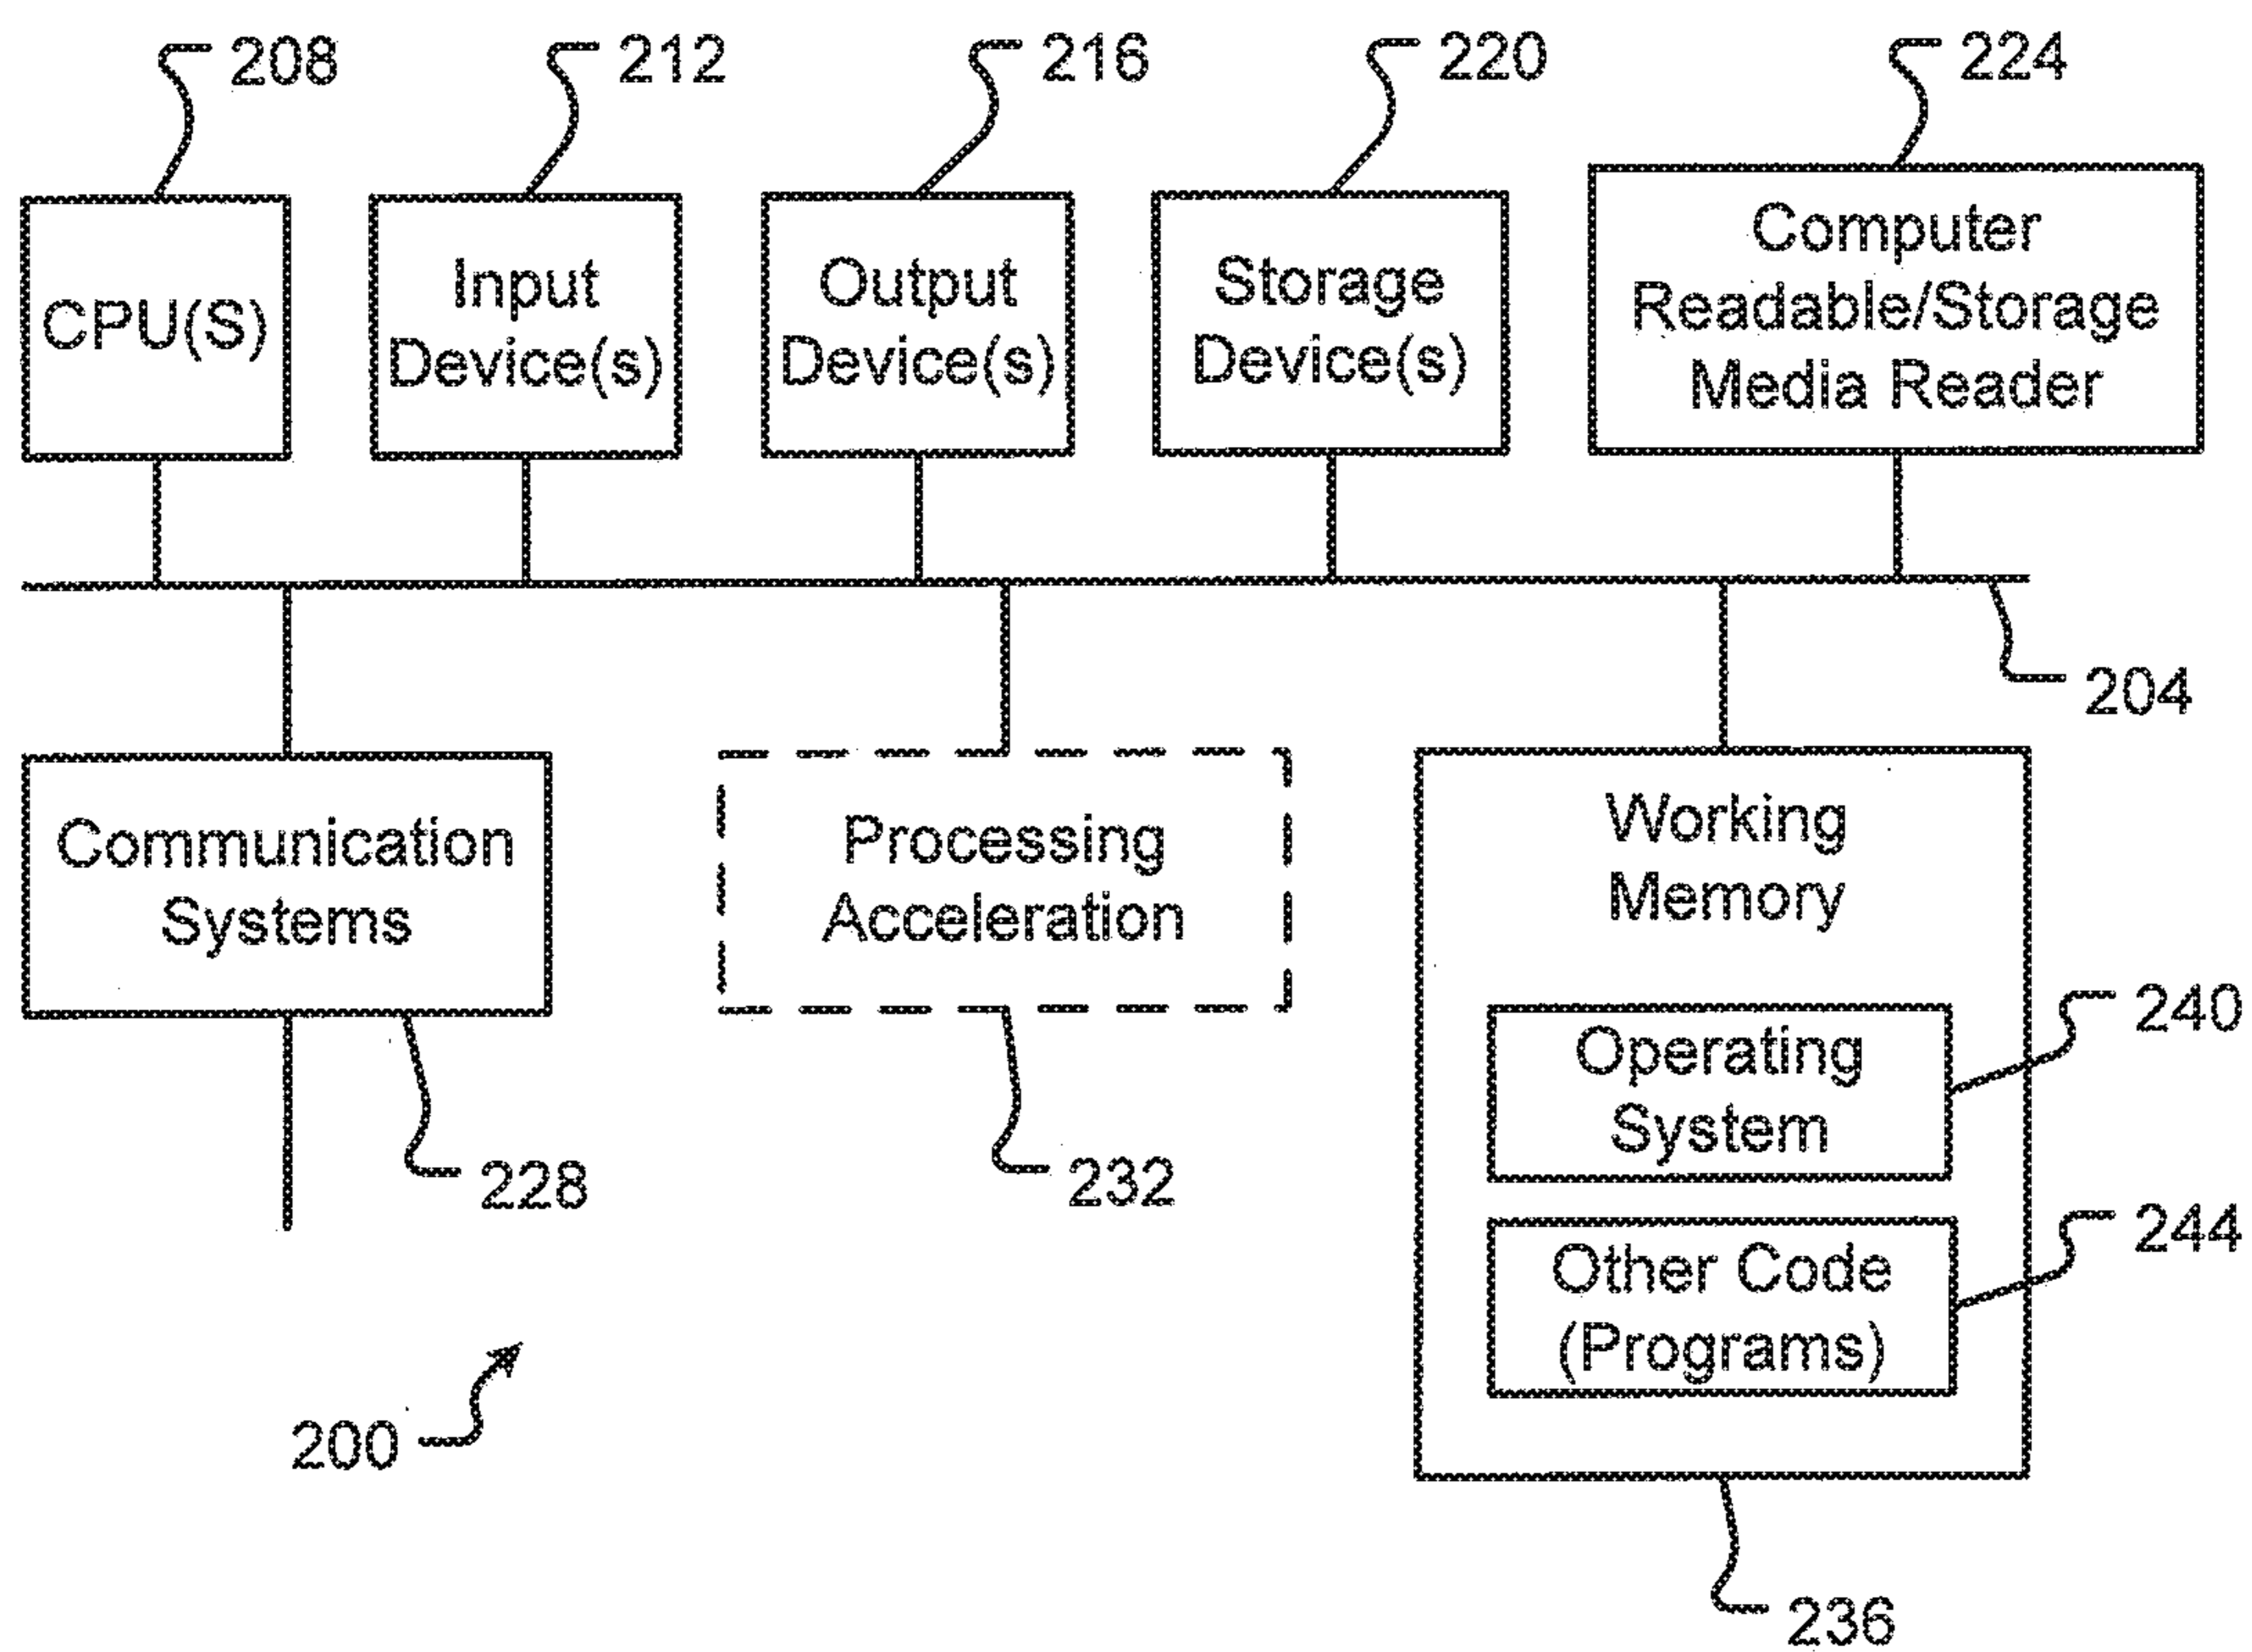 208
212
216
220
224
CPU(S)
Input
Device(s)
Output
Device(s)
Storage
Device(s)
Computer
Readable/Storage
Media Reader
204
Communication
Systems
Processing
Acceleration
Working
Memory
Operating
System
240
Other Code
(Programs)
244
228
232
200
236